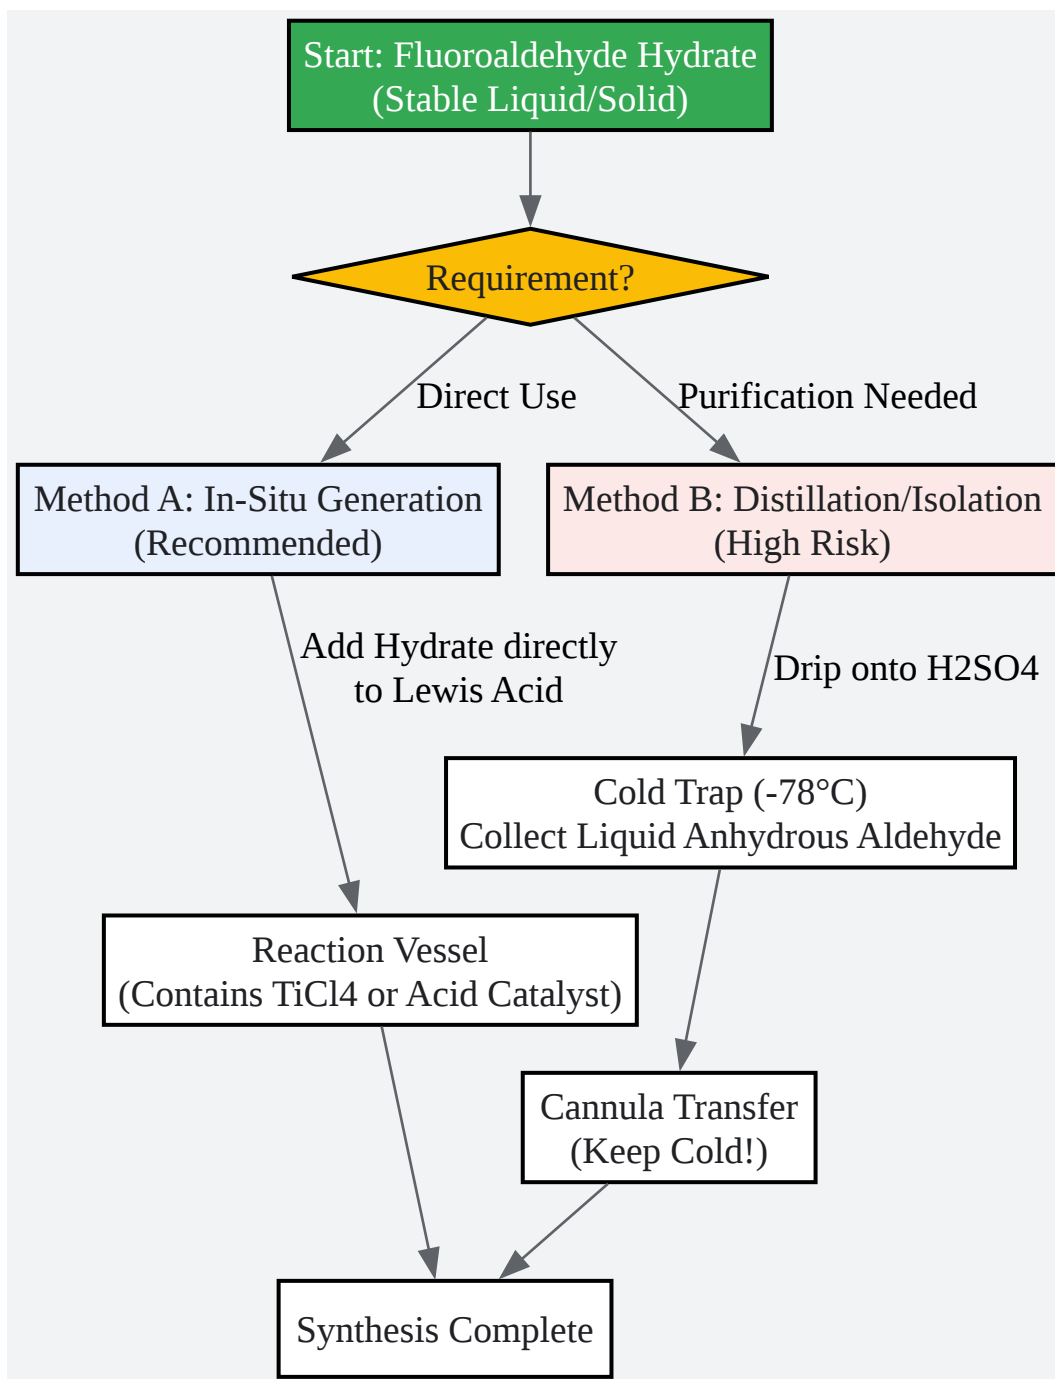 Start: Fluoroaldehyde Hydrate
(Stable Liquid/Solid)
Requirement?
Direct Use
Purification Needed
Method A: In-Situ Generation
(Recommended)
Method B: Distillation/Isolation
(High Risk)
Add Hydrate directly
to Lewis Acid
Drip onto H2SO4
Cold Trap (-78°C)
Collect Liquid Anhydrous Aldehyde
Reaction Vessel
(Contains TiCl4 or Acid Catalyst)
Cannula Transfer
(Keep Cold!)
Synthesis Complete